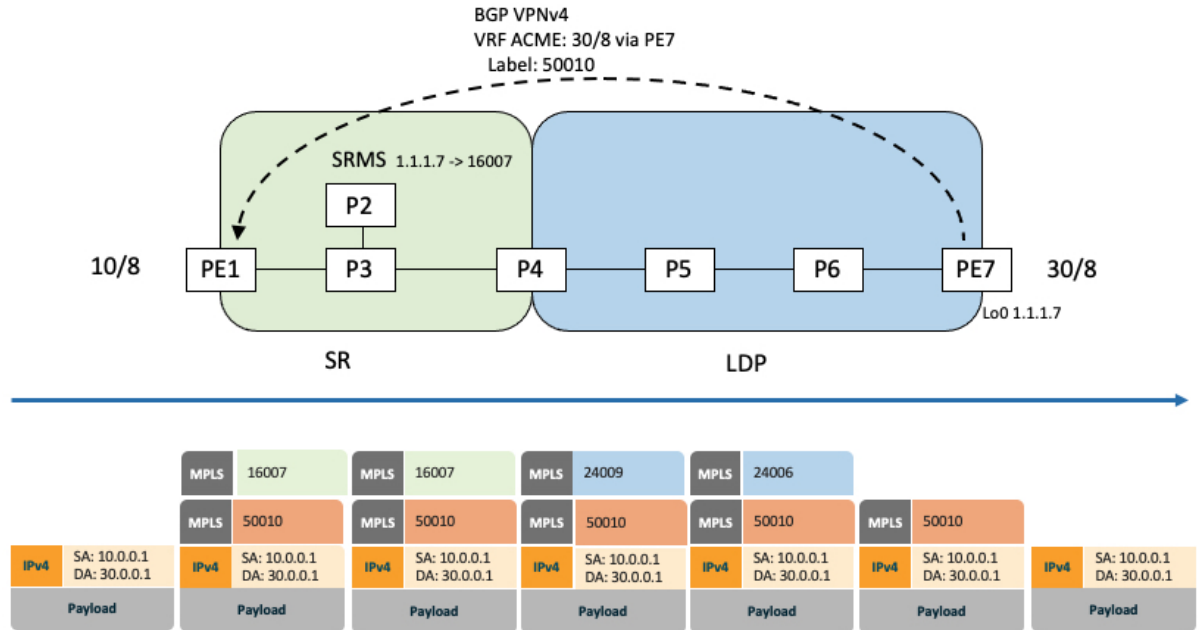 BGP VPNv4
VRF ACME: 30/8 via PE7
Label: 50010
SRMS 1.1.1.7 -> 16007
P2
10/8
PE1
P3
P4
P5
P6
PE7
30/8
Lo0 1.1.1.7
SR
LDP
MPLS 16007
MPLS 16007
MPLS 24009
MPLS 24006
MPLS 50010
MPLS 50010
MPLS 50010
MPLS 50010
MPLS 50010
IPv4 SA: 10.0.0.1
DA: 30.0.0.1
IPv4 SA: 10.0.0.1
DA: 30.0.0.1
IPv4 SA: 10.0.0.1
DA: 30.0.0.1
IPv4 SA: 10.0.0.1
DA: 30.0.0.1
IPv4 SA: 10.0.0.1
DA: 30.0.0.1
IPv4 SA: 10.0.0.1
DA: 30.0.0.1
IPv4 SA: 10.0.0.1
DA: 30.0.0.1
Payload
Payload
Payload
Payload
Payload
Payload
Payload